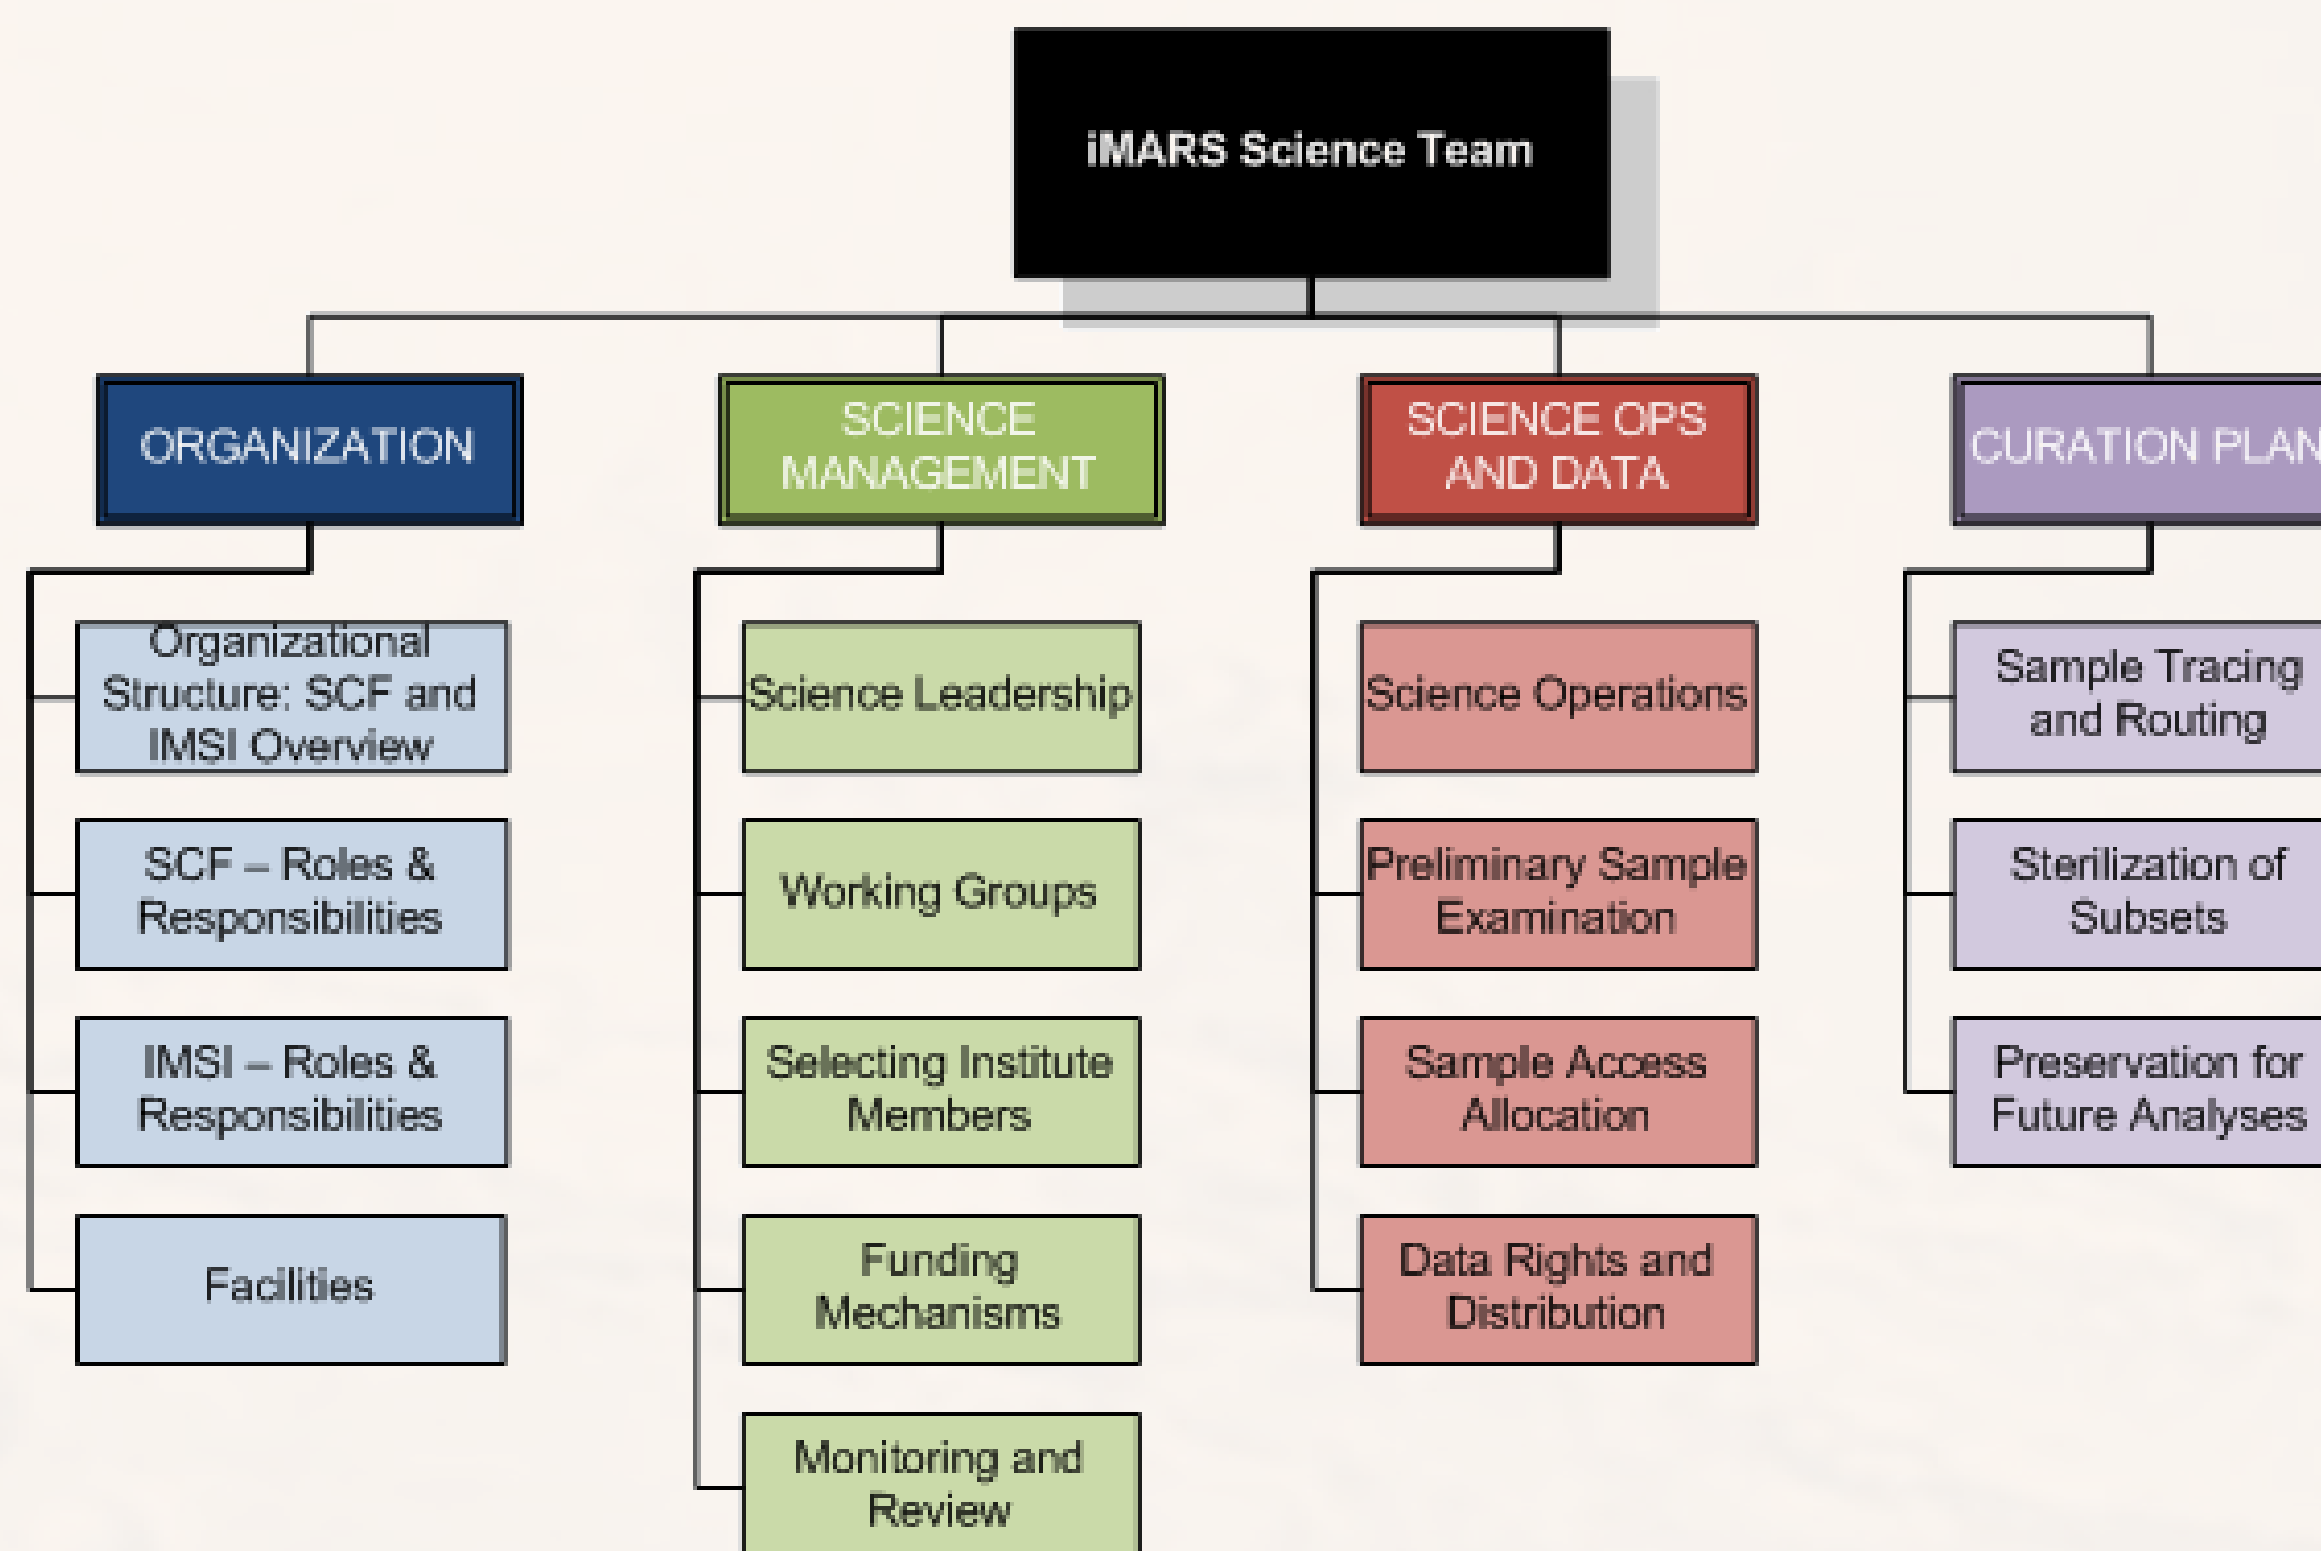 iMARS Science Team
ORGANIZATION
Organizational
Structure: SCF and
IMSI Overview
SCF – Roles &
Responsibilities
IMSI – Roles &
Responsibilities
Facilities
SCIENCE
MANAGEMENT
Science Leadership
Working Groups
Selecting Institute
Members
Funding
Mechanisms
Monitoring and
Review
SCIENCE OPS
AND DATA
Science Operations
Preliminary Sample
Examination
Sample Access
Allocation
Data Rights and
Distribution
CURATION PLAN
Sample Tracing
and Routing
Sterilization of
Subsets
Preservation for
Future Analyses